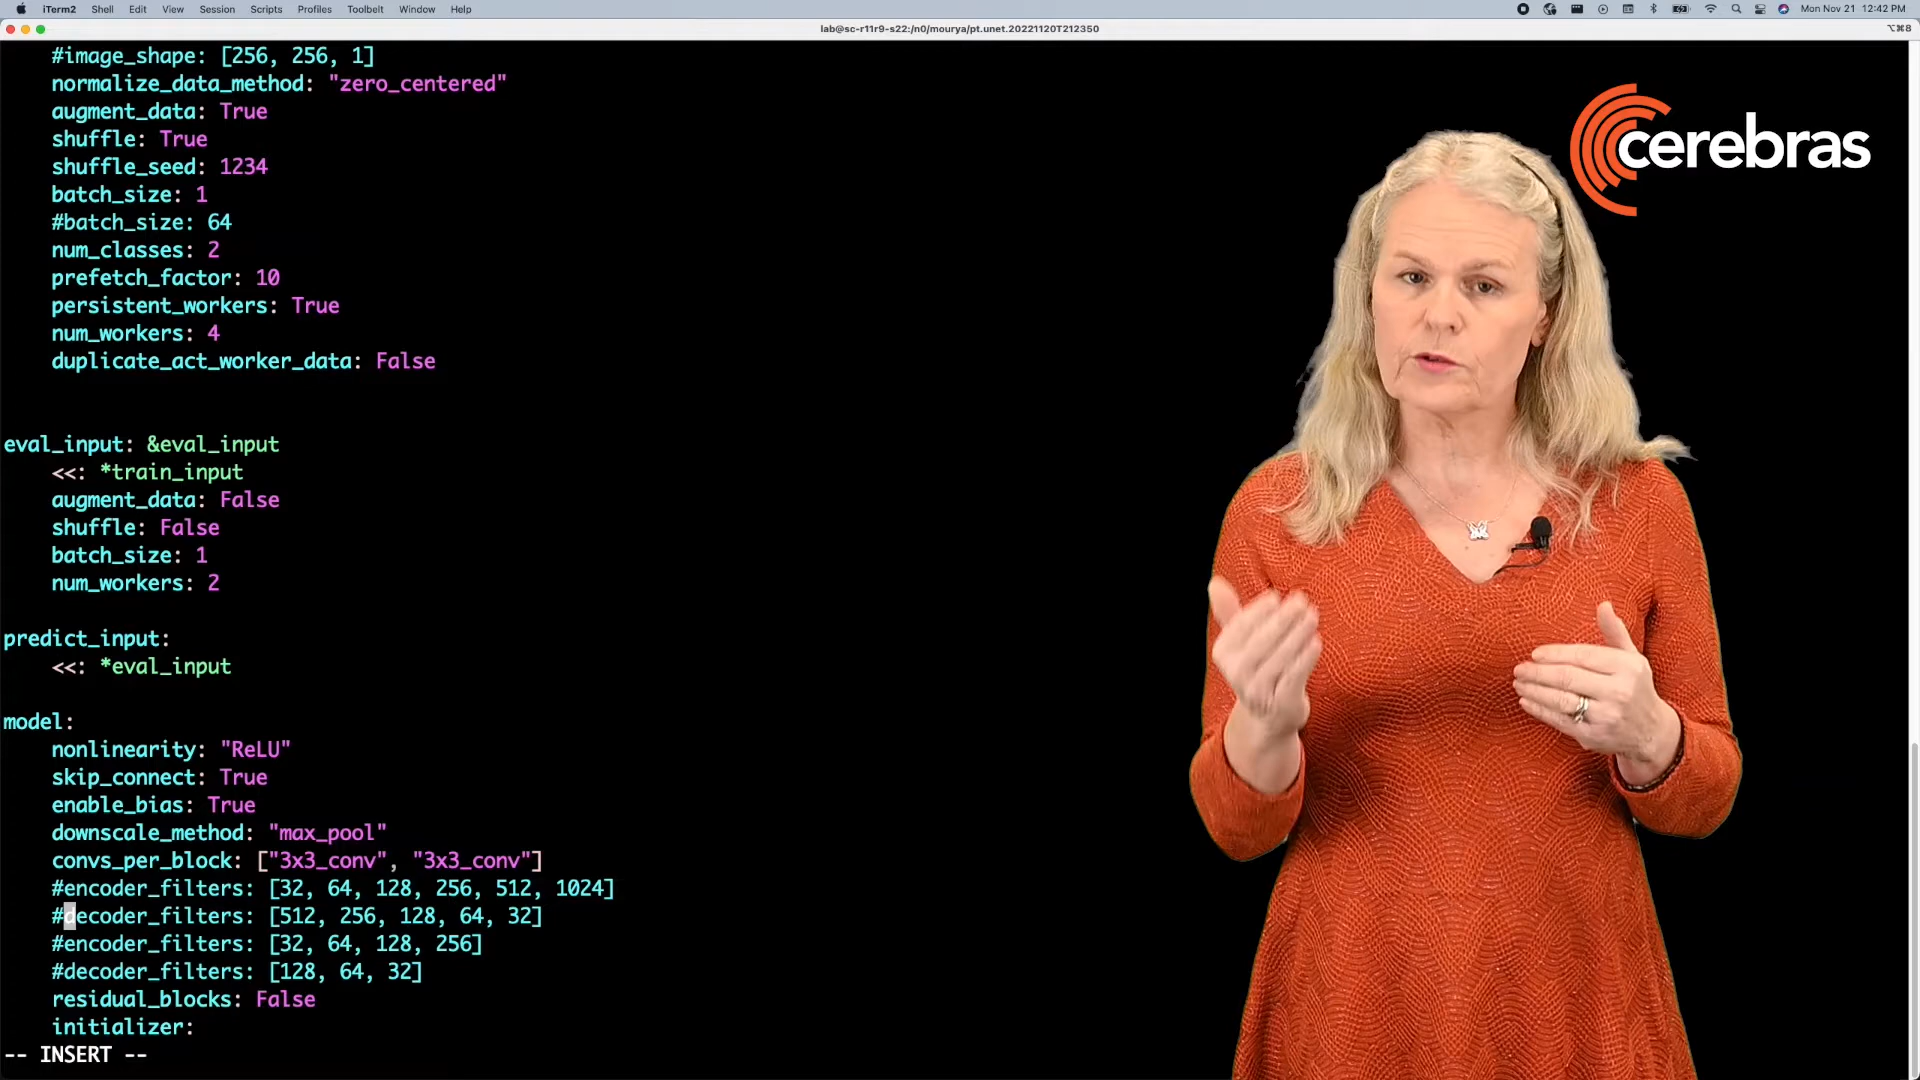 iTerm2 Shell Edit View Session Scripts Profiles Toolbelt Window Help Mon Nov 21 12:42 PM
lab@sc-r11r9-s22:/n0/mourya/pt.unet.20221120T212350 ⌥⌘8
#image_shape: [256, 256, 1]
normalize_data_method: "zero_centered"
augment_data: True
shuffle: True
shuffle_seed: 1234
batch_size: 1
#batch_size: 64
num_classes: 2
prefetch_factor: 10
persistent_workers: True
num_workers: 4
duplicate_act_worker_data: False
eval_input: &eval_input
<<: *train_input
augment_data: False
shuffle: False
batch_size: 1
num_workers: 2
predict_input:
<<: *eval_input
model:
nonlinearity: "ReLU"
skip_connect: True
enable_bias: True
downscale_method: "max_pool"
convs_per_block: ["3x3_conv", "3x3_conv"]
#encoder_filters: [32, 64, 128, 256, 512, 1024]
#decoder_filters: [512, 256, 128, 64, 32]
#encoder_filters: [32, 64, 128, 256]
#decoder_filters: [128, 64, 32]
residual_blocks: False
initializer:
-- INSERT --
cerebras